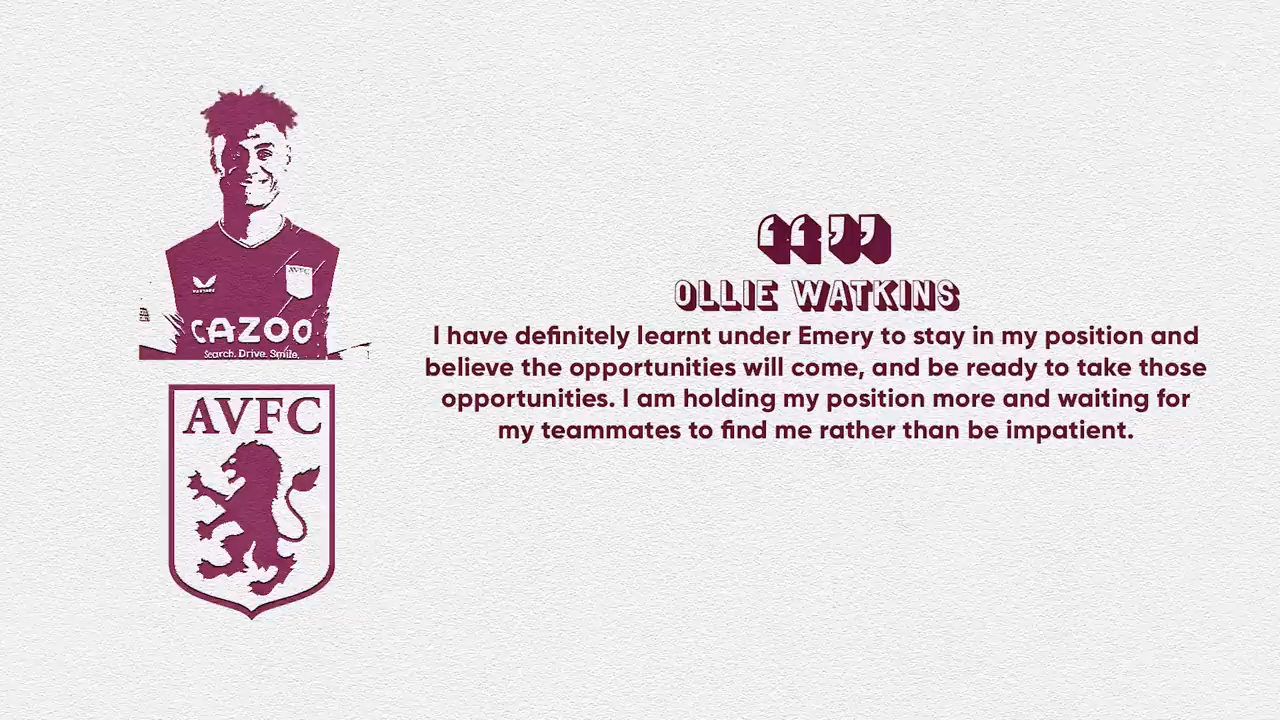 ““ ””
OLLIE WATKINS
I have definitely learnt under Emery to stay in my position and
believe the opportunities will come, and be ready to take those
opportunities. I am holding my position more and waiting for
my teammates to find me rather than be impatient.
AVFC
CAZOO
Search. Drive. Smile.
AVFC